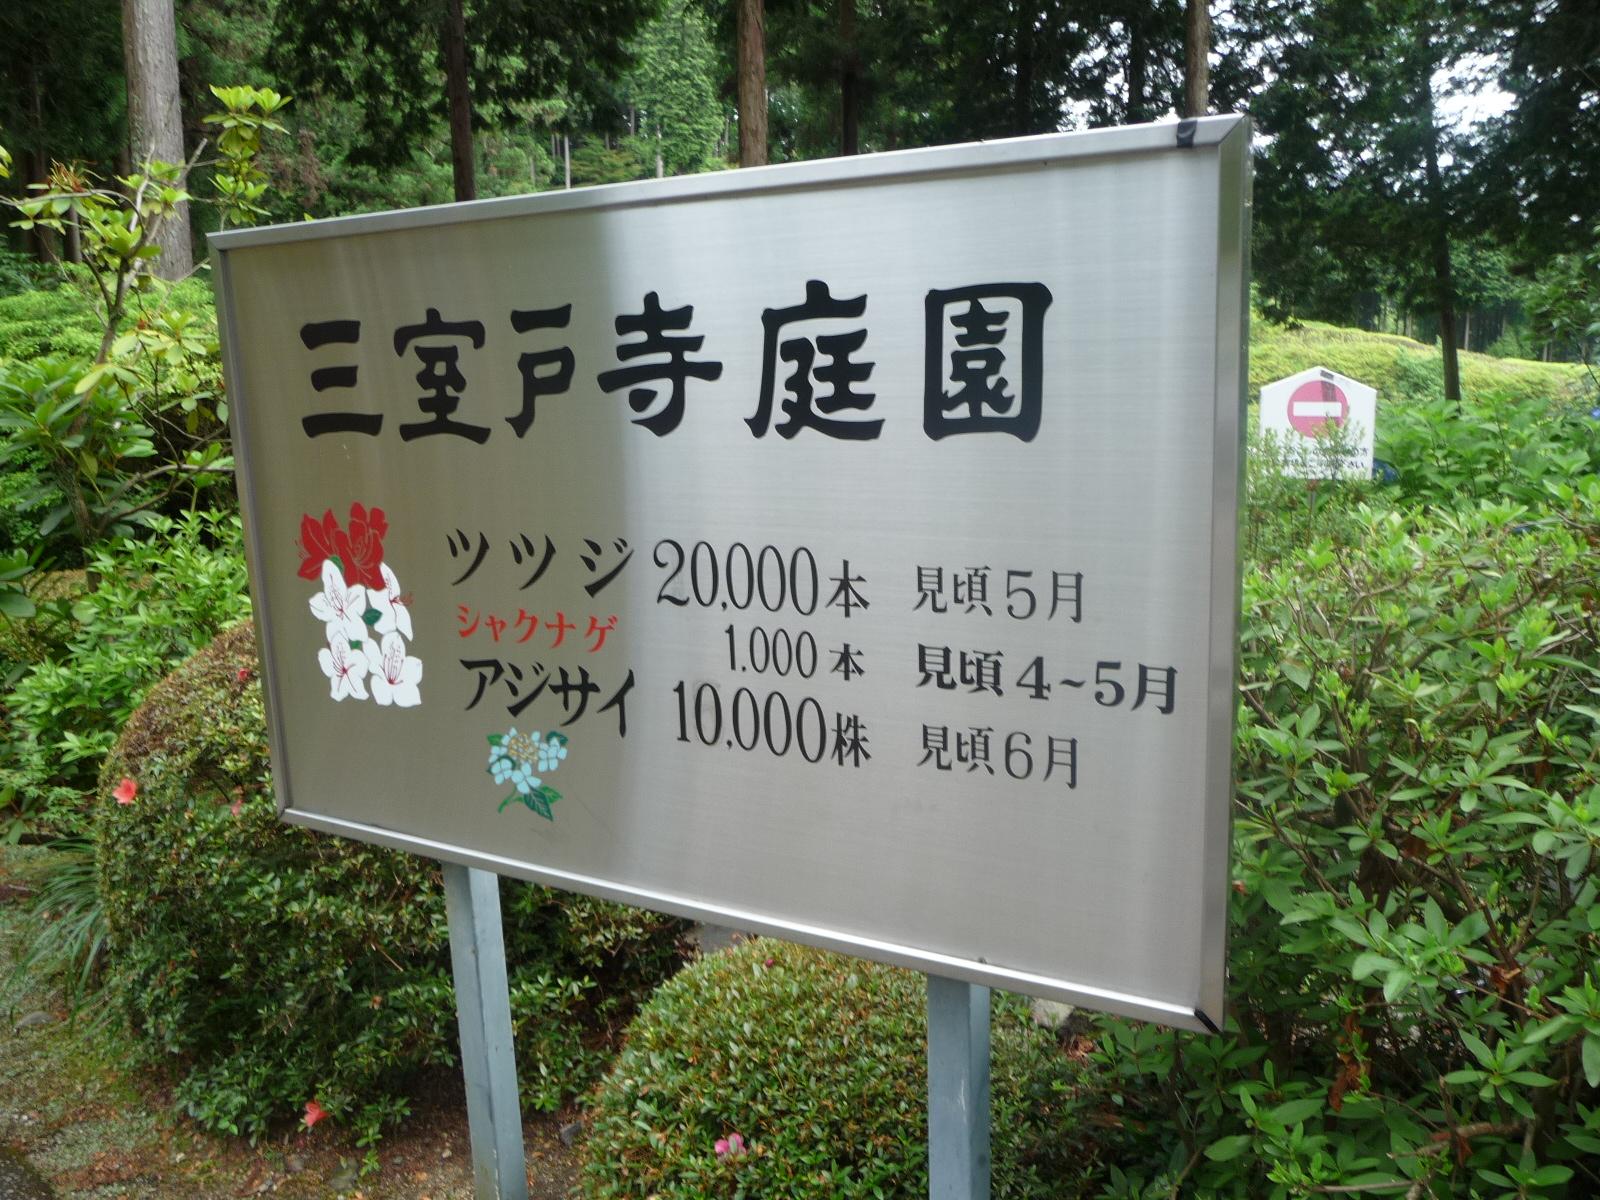 三室戸寺庭園
ツツジ 20,000本 見頃5月
シャクナゲ 1.000本 見頃4~5月
アジサイ 10,000株 見頃6月